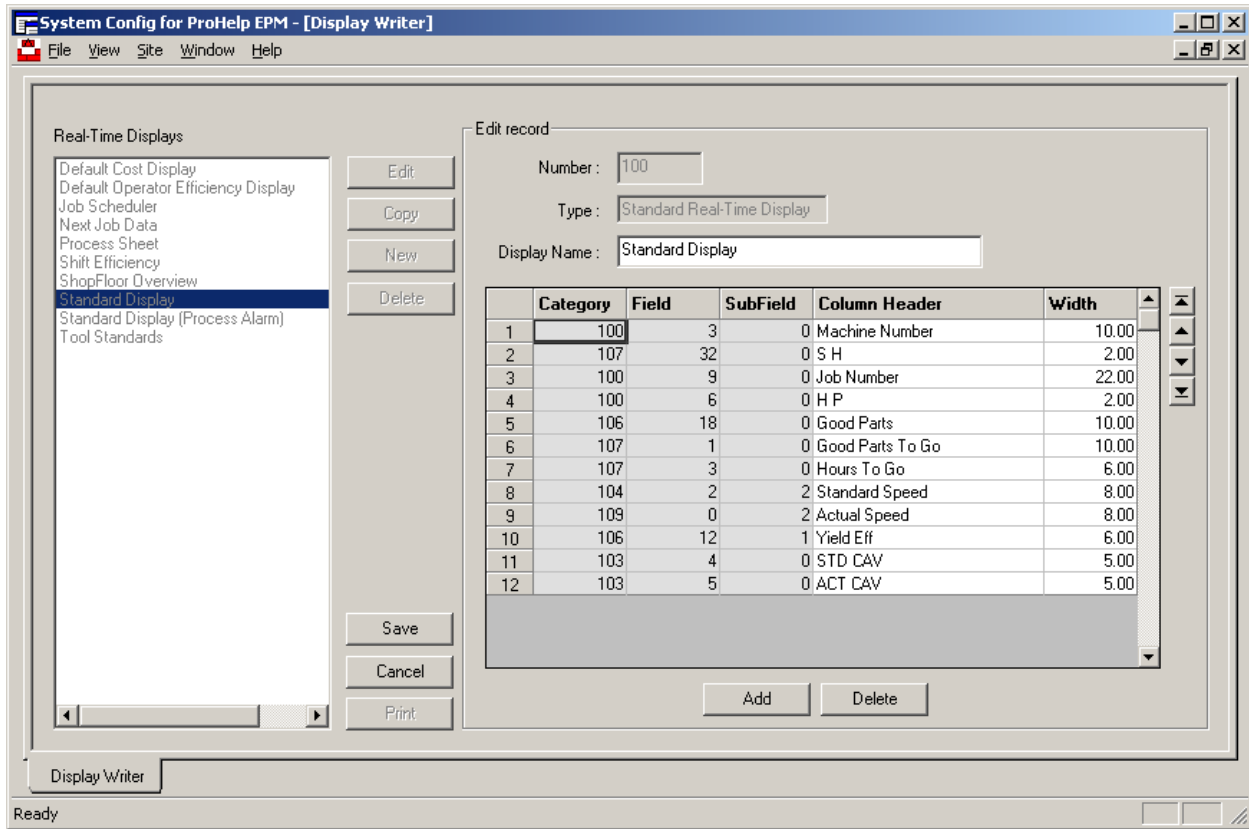 System Config for ProHelp EPM - [Display Writer]
File View Site Window Help
Real-Time Displays
Default Cost Display
Default Operator Efficiency Display
Job Scheduler
Next Job Data
Process Sheet
Shift Efficiency
ShopFloor Overview
Standard Display
Standard Display (Process Alarm)
Tool Standards
Edit
Copy
New
Delete
Save
Cancel
Print
Edit record
Number : 100
Type : Standard Real-Time Display
Display Name : Standard Display
Category Field SubField Column Header Width
1 100 3 0 Machine Number 10.00
2 107 32 0 S H 2.00
3 100 9 0 Job Number 22.00
4 100 6 0 H P 2.00
5 106 18 0 Good Parts 10.00
6 107 1 0 Good Parts To Go 10.00
7 107 3 0 Hours To Go 6.00
8 104 2 2 Standard Speed 8.00
9 109 0 2 Actual Speed 8.00
10 106 12 1 Yield Eff 6.00
11 103 4 0 STD CAV 5.00
12 103 5 0 ACT CAV 5.00
Add Delete
Display Writer
Ready